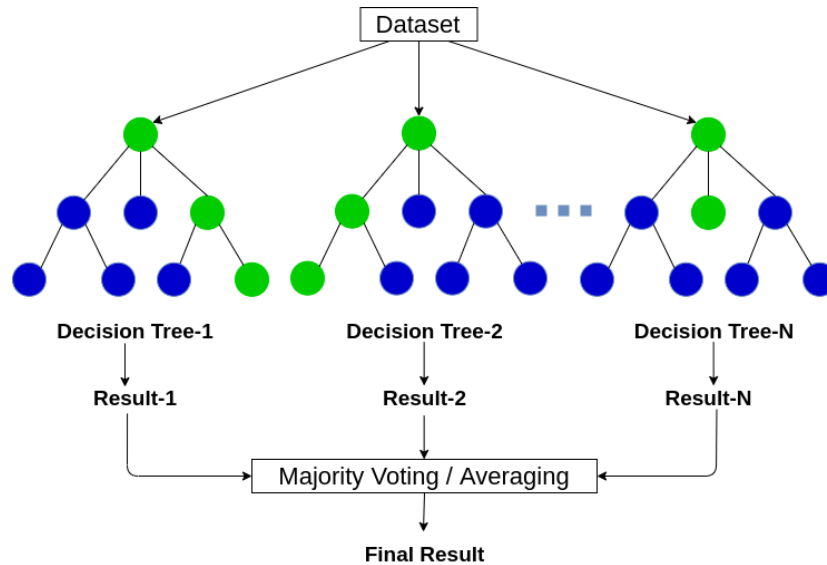 Dataset
Decision Tree-1
Decision Tree-2
Decision Tree-N
Result-1
Result-2
Result-N
Majority Voting / Averaging
Final Result